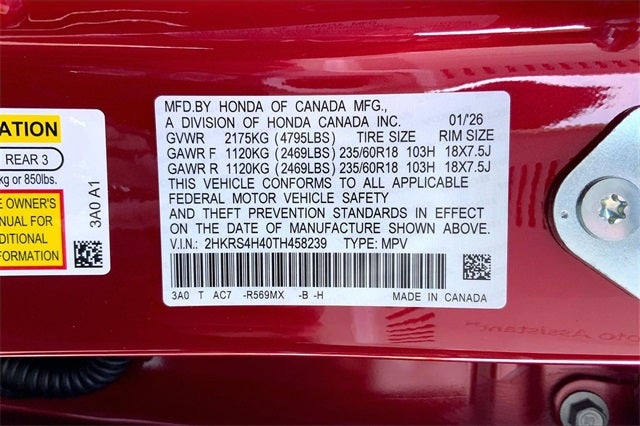 ATION
REAR 3
kg or 850lbs.
E OWNER'S
MANUAL FOR
DDITIONAL
FORMATION
3A0 A1
MFD.BY HONDA OF CANADA MFG.,
A DIVISION OF HONDA CANADA INC. 01/'26
GVWR 2175KG (4795LBS) TIRE SIZE RIM SIZE
GAWR F 1120KG (2469LBS) 235/60R18 103H 18X7.5J
GAWR R 1120KG (2469LBS) 235/60R18 103H 18X7.5J
THIS VEHICLE CONFORMS TO ALL APPLICABLE
FEDERAL MOTOR VEHICLE SAFETY
AND THEFT PREVENTION STANDARDS IN EFFECT
ON THE DATE OF MANUFACTURE SHOWN ABOVE.
V.I.N.: 2HKRS4H40TH458239 TYPE: MPV
3A0 T AC7 -R569MX -B -H MADE IN CANADA